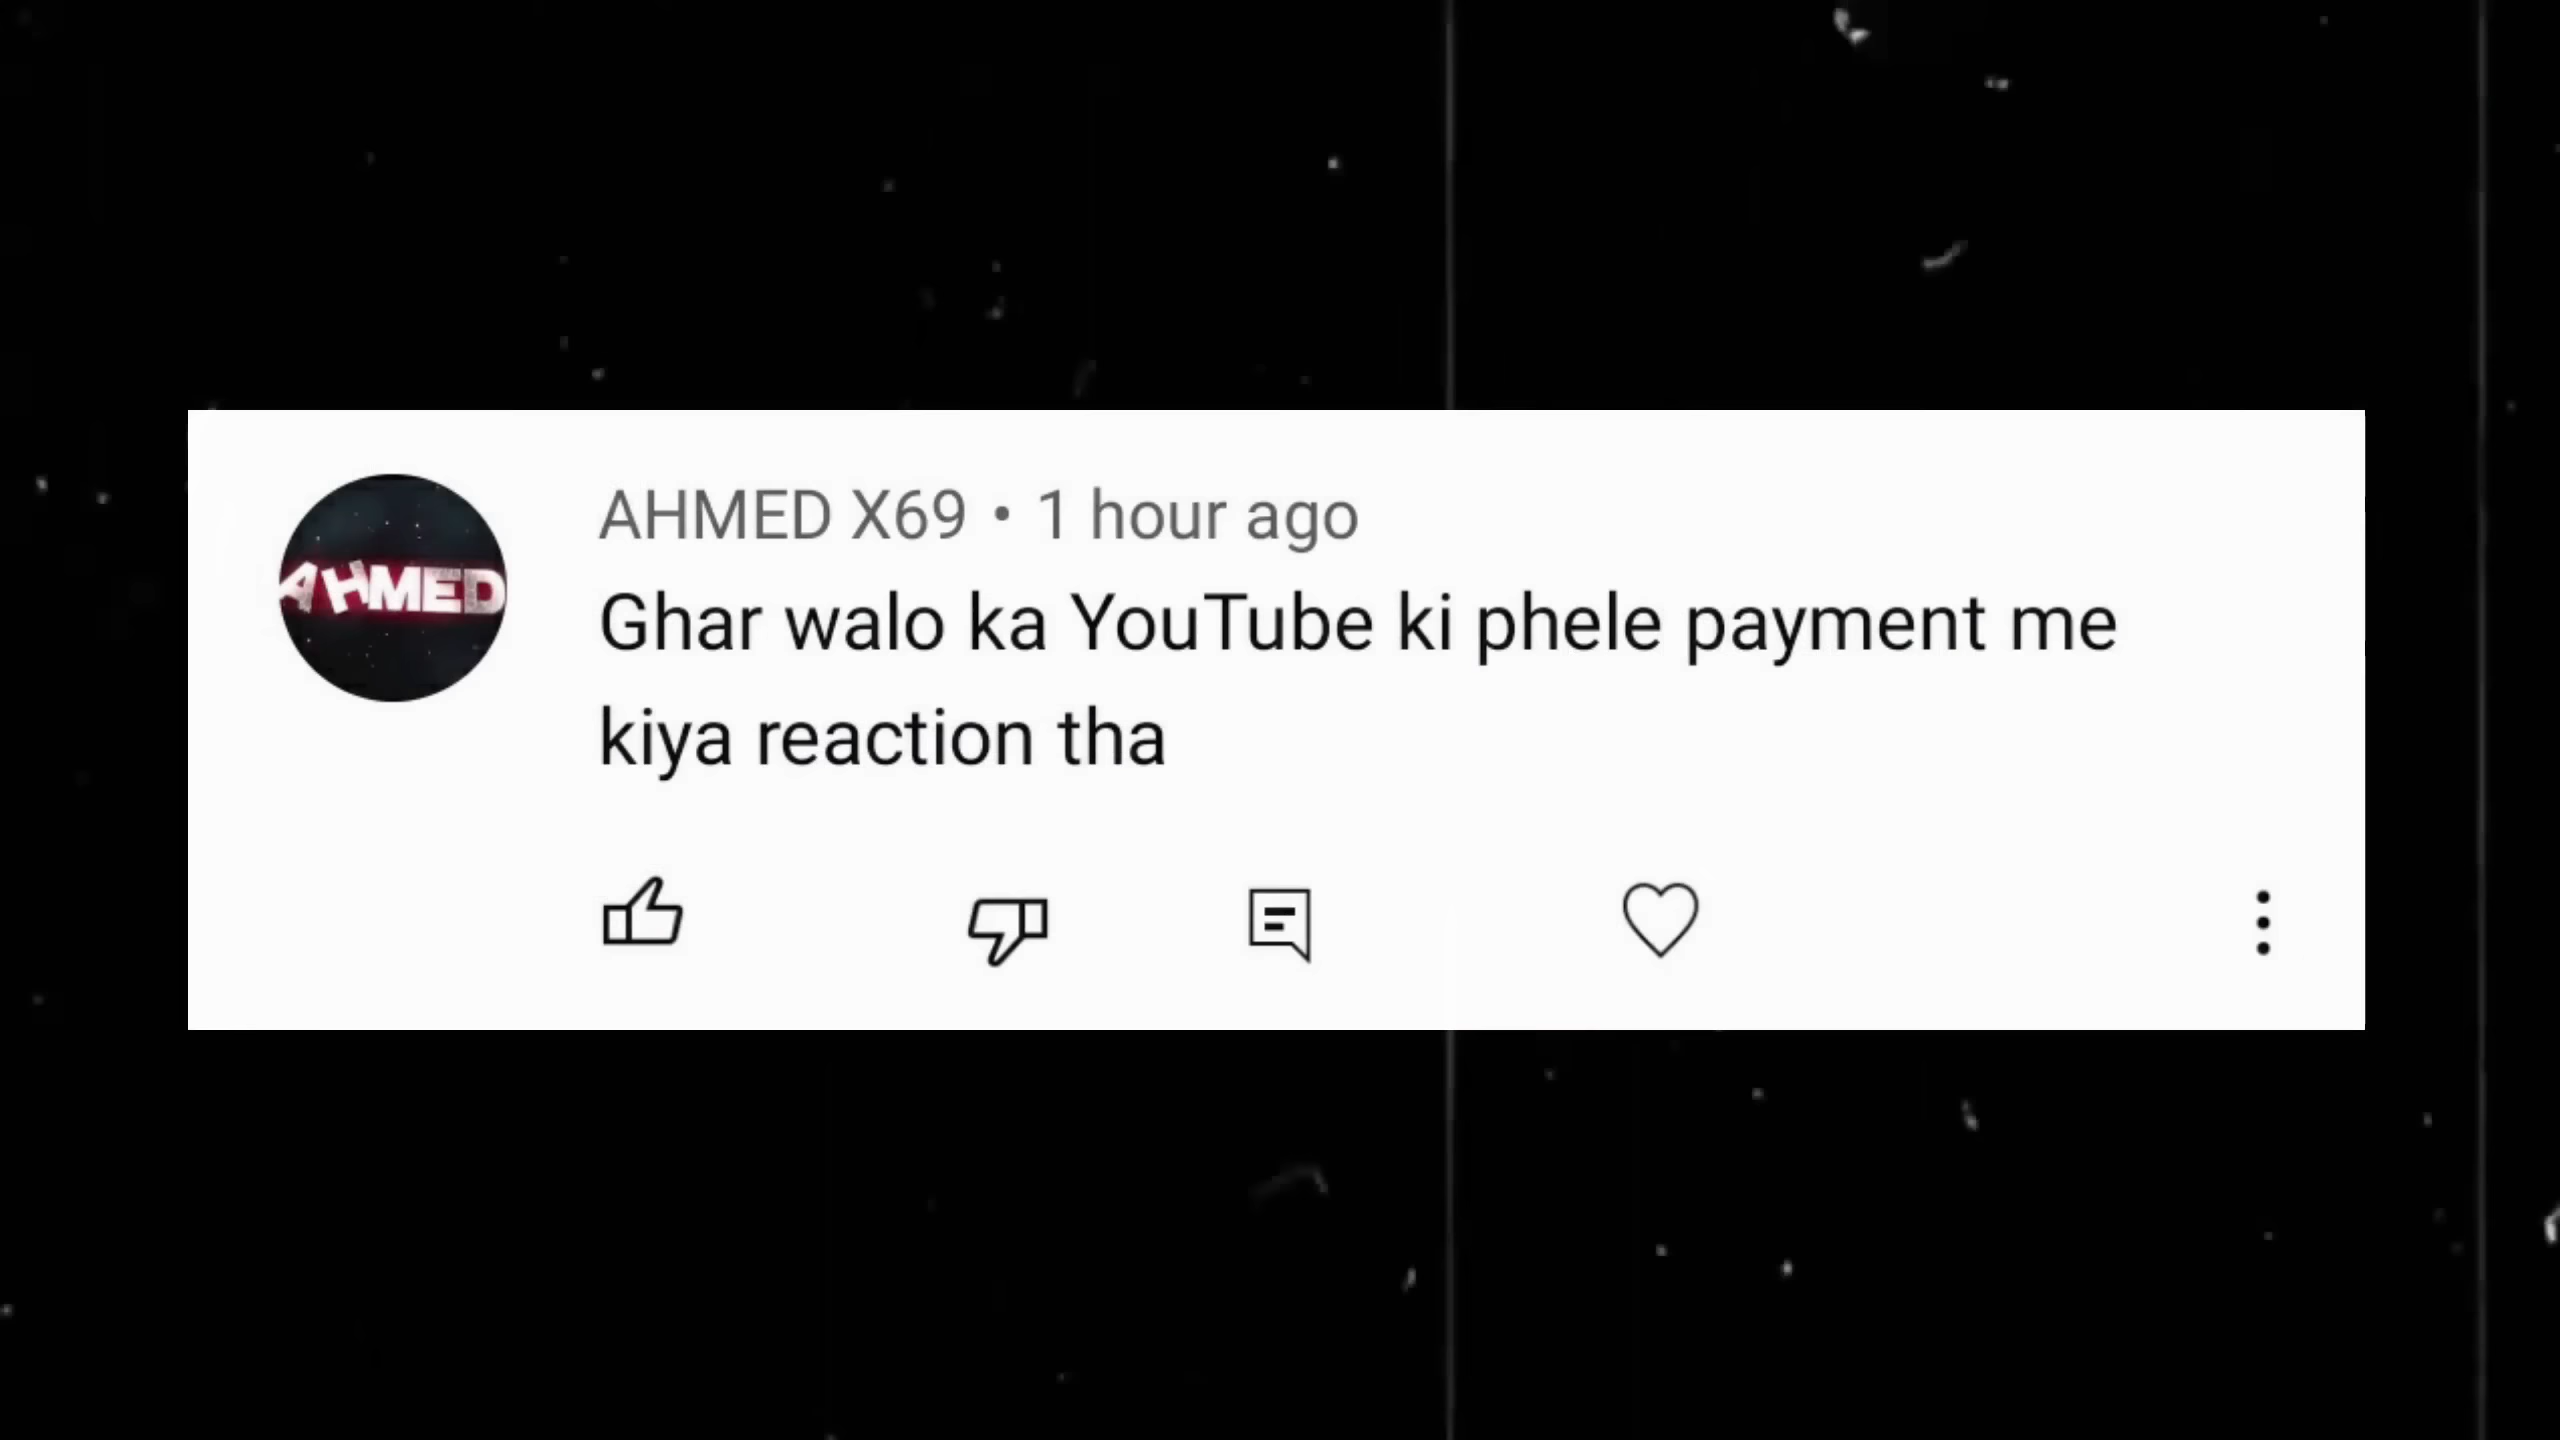 AHMED
AHMED X69 • 1 hour ago
Ghar walo ka YouTube ki phele payment me
kiya reaction tha